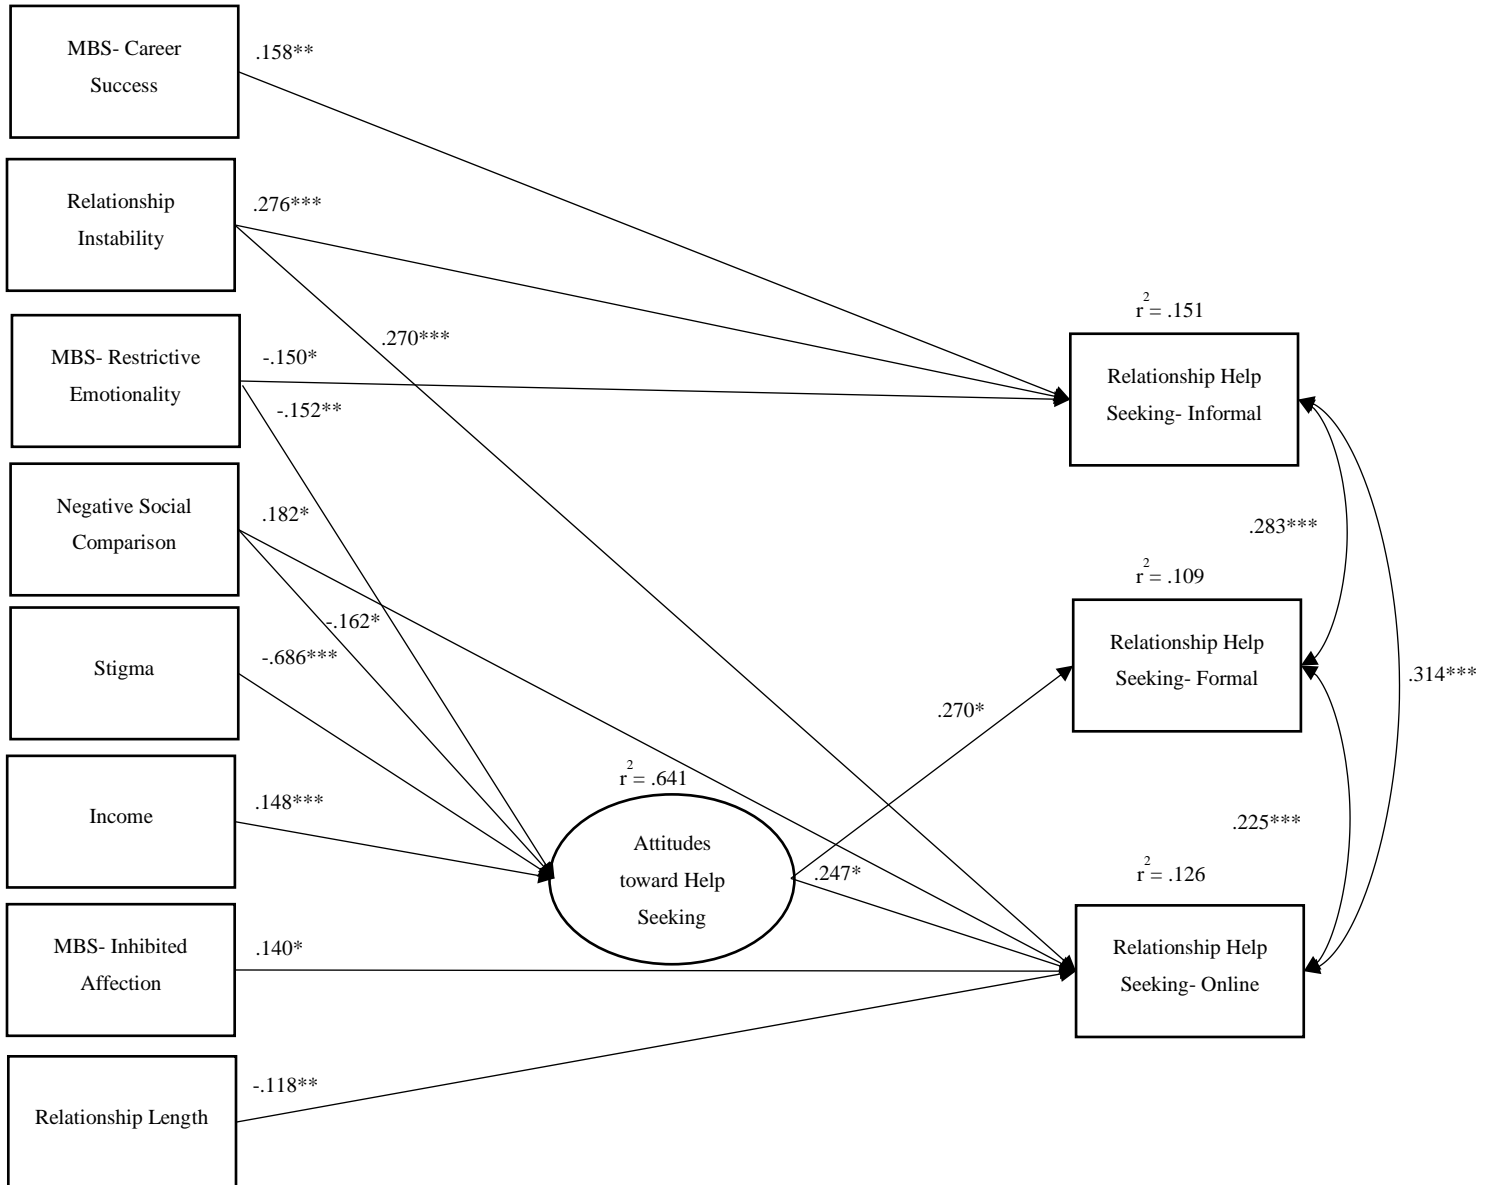 MBS- Career
Success
.158**
Relationship
Instability
.276***
.270***
MBS- Restrictive
Emotionality
-.150*
-.152**
Negative Social
Comparison
.182*
-.162*
Stigma
-.686***
Income
.148***
MBS- Inhibited
Affection
.140*
Relationship Length
-.118**
r² = .641
Attitudes
toward Help
Seeking
.270*
.247*
r² = .151
Relationship Help
Seeking- Informal
.283***
r² = .109
Relationship Help
Seeking- Formal
.314***
.225***
r² = .126
Relationship Help
Seeking- Online